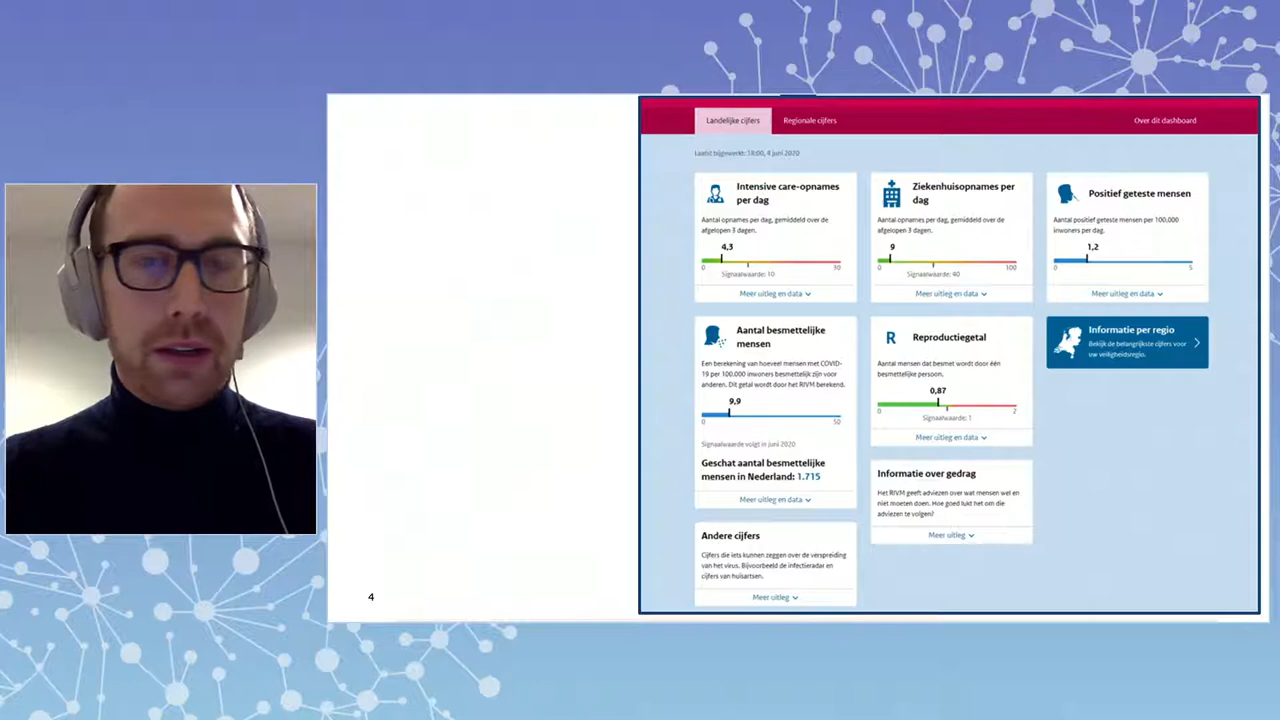 Landelijke cijfers
Regionale cijfers
Over dit dashboard
Laatst bijgewerkt: 18:00, 4 juni 2020
Intensive care-opnames
per dag
Aantal opnames per dag, gemiddeld over de
afgelopen 3 dagen.
4,3
0
30
Signaalwaarde: 10
Meer uitleg en data
Ziekenhuisopnames per
dag
Aantal opnames per dag, gemiddeld over de
afgelopen 3 dagen.
9
0
100
Signaalwaarde: 40
Meer uitleg en data
Positief geteste mensen
Aantal positief geteste mensen per 100,000
inwoners per dag.
1,2
0
5
Meer uitleg en data
Aantal besmettelijke
mensen
Een berekening van hoeveel mensen met COVID-
19 per 100.000 inwoners besmettelijk zijn voor
anderen. Dit getal wordt door het RIVM berekend.
9,9
0
50
Signaalwaarde volgt in juni 2020
Geschat aantal besmettelijke
mensen in Nederland: 1.715
Meer uitleg en data
R
Reproductiegetal
Aantal mensen dat besmet wordt door één
besmettelijke persoon.
0,87
0
2
Signaalwaarde: 1
Meer uitleg en data
Informatie per regio
Bekijk de belangrijkste cijfers voor
uw veiligheidsregio.
Informatie over gedrag
Het RIVM geeft adviezen over wat mensen wel en
niet moeten doen. Hoe goed lukt het om die
adviezen te volgen?
Meer uitleg
Andere cijfers
Cijfers die iets kunnen zeggen over de verspreiding
van het virus. Bijvoorbeeld de infectieradar en
cijfers van huisartsen.
Meer uitleg
4